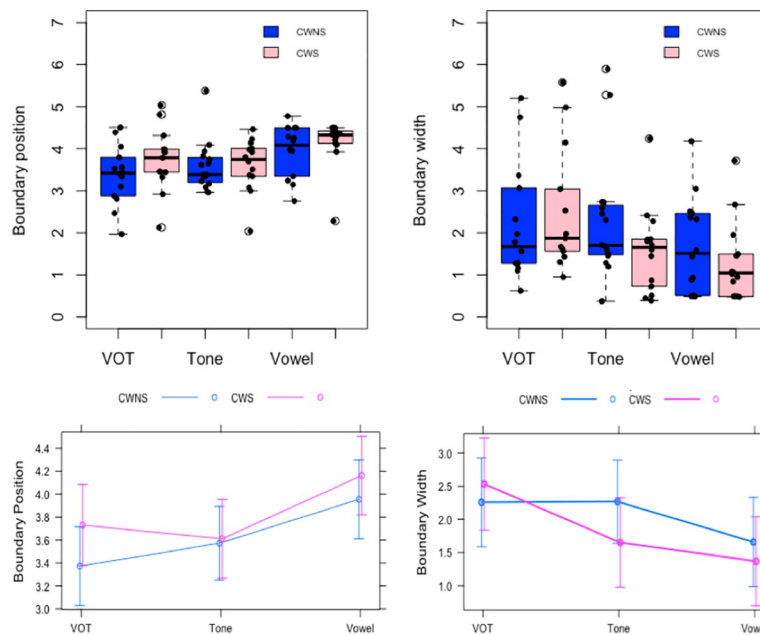 7
6
5
4
3
2
1
0
Boundary position
CWNS
CWS
VOT Tone Vowel
7
6
5
4
3
2
1
0
Boundary width
CWNS
CWS
VOT Tone Vowel
CWNS CWS
4.4
4.2
4.0
3.8
3.6
3.4
3.2
3.0
Boundary Position
VOT Tone Vowel
CWNS CWS
3.0
2.5
2.0
1.5
1.0
Boundary Width
VOT Tone Vowe